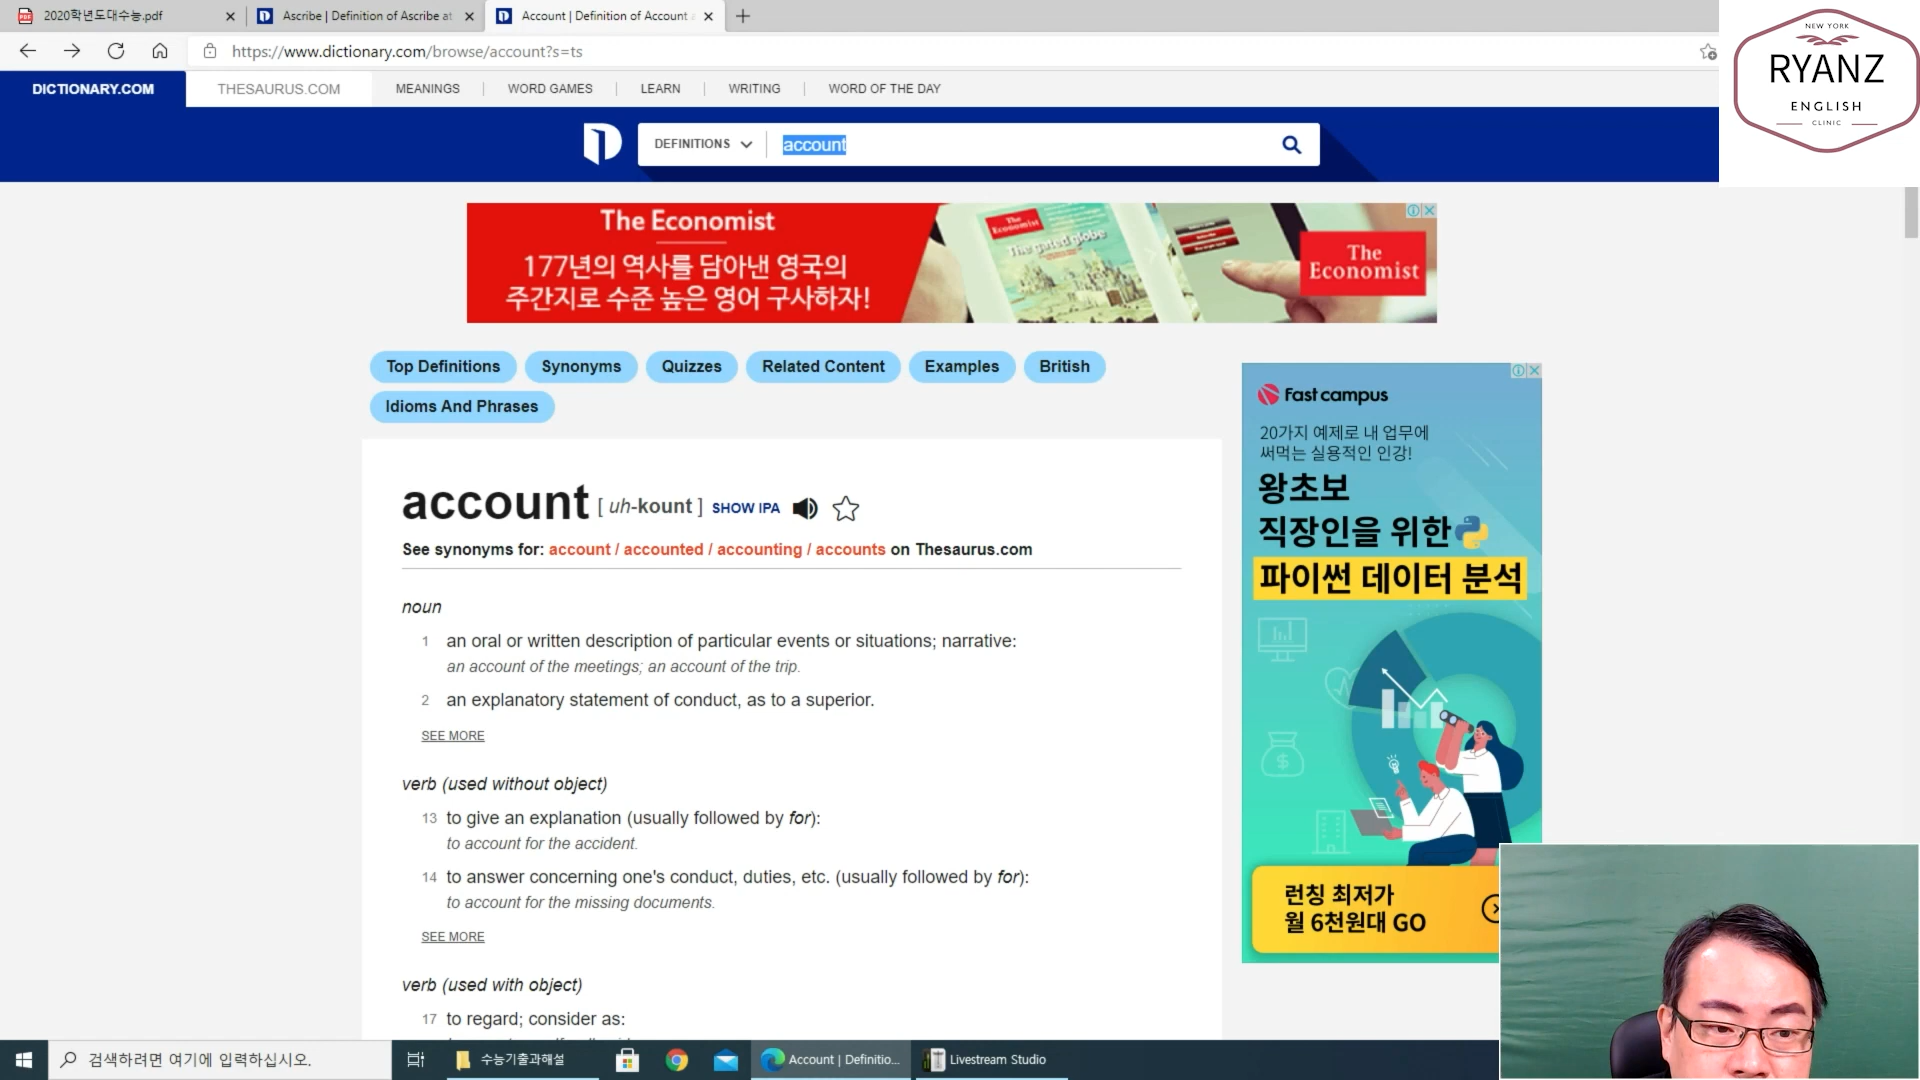 2020학년도대수능.pdf
Ascribe | Definition of Ascribe at
Account | Definition of Account a
https://www.dictionary.com/browse/account?s=ts
NEW YORK
RYANZ
ENGLISH
CLINIC
DICTIONARY.COM
THESAURUS.COM
MEANINGS
WORD GAMES
LEARN
WRITING
WORD OF THE DAY
DEFINITIONS
account
The Economist
177년의 역사를 담아낸 영국의
주간지로 수준 높은 영어 구사하자!
The Economist
The gated globe
The
Economist
Top Definitions
Synonyms
Quizzes
Related Content
Examples
British
Idioms And Phrases
account [ uh-kount ] SHOW IPA
See synonyms for: account / accounted / accounting / accounts on Thesaurus.com
noun
1 an oral or written description of particular events or situations; narrative:
an account of the meetings; an account of the trip.
2 an explanatory statement of conduct, as to a superior.
SEE MORE
verb (used without object)
13 to give an explanation (usually followed by for):
to account for the accident.
14 to answer concerning one's conduct, duties, etc. (usually followed by for):
to account for the missing documents.
SEE MORE
verb (used with object)
17 to regard; consider as:
Fast campus
20가지 예제로 내 업무에
써먹는 실용적인 인강!
왕초보
직장인을 위한
파이썬 데이터 분석
런칭 최저가
월 6천원대 GO
검색하려면 여기에 입력하십시오.
수능기출과해설
Account | Definitio...
Livestream Studio